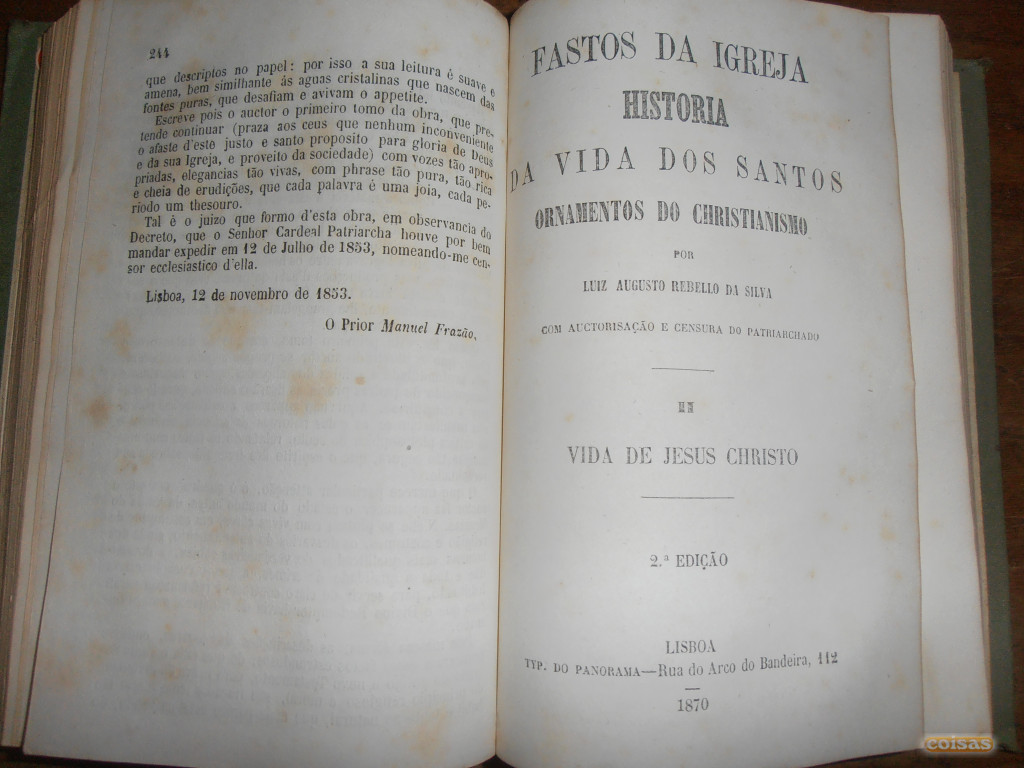 244
que descriptos no papel: por isso a sua leitura é suave e
amena, bem similhante ás aguas cristalinas que nascem das
fontes puras, que desafiam e avivam o appetite.
Escreve pois o auctor o primeiro tomo da obra, que pre-
tende continuar (praza aos ceus que nenhum inconveniente
o afaste d'este justo e santo proposito para gloria de Deus
e da sua Igreja, e proveito da sociedade) com vozes tão apro-
priadas, elegancias tão vivas, com phrase tão pura, tão rica
e cheia de erudições, que cada palavra é uma joia, cada pe-
riodo um thesouro.
Tal é o juizo que formo d'esta obra, em observancia do
Decreto, que o Senhor Cardeal Patriarcha houve por bem
mandar expedir em 12 de Julho de 1853, nomeando-me cen-
sor ecclesiastico d'ella.
Lisboa, 12 de novembro de 1853.
O Prior Manuel Frazão,
FASTOS DA IGREJA
HISTORIA
DA VIDA DOS SANTOS
ORNAMENTOS DO CHRISTIANISMO
POR
LUIZ AUGUSTO REBELLO DA SILVA
COM AUCTORISAÇÃO E CENSURA DO PATRIARCHADO
II
VIDA DE JESUS CHRISTO
2.ª EDIÇÃO
LISBOA
TYP. DO PANORAMA—Rua do Arco do Bandeira, 112
1870
coisas